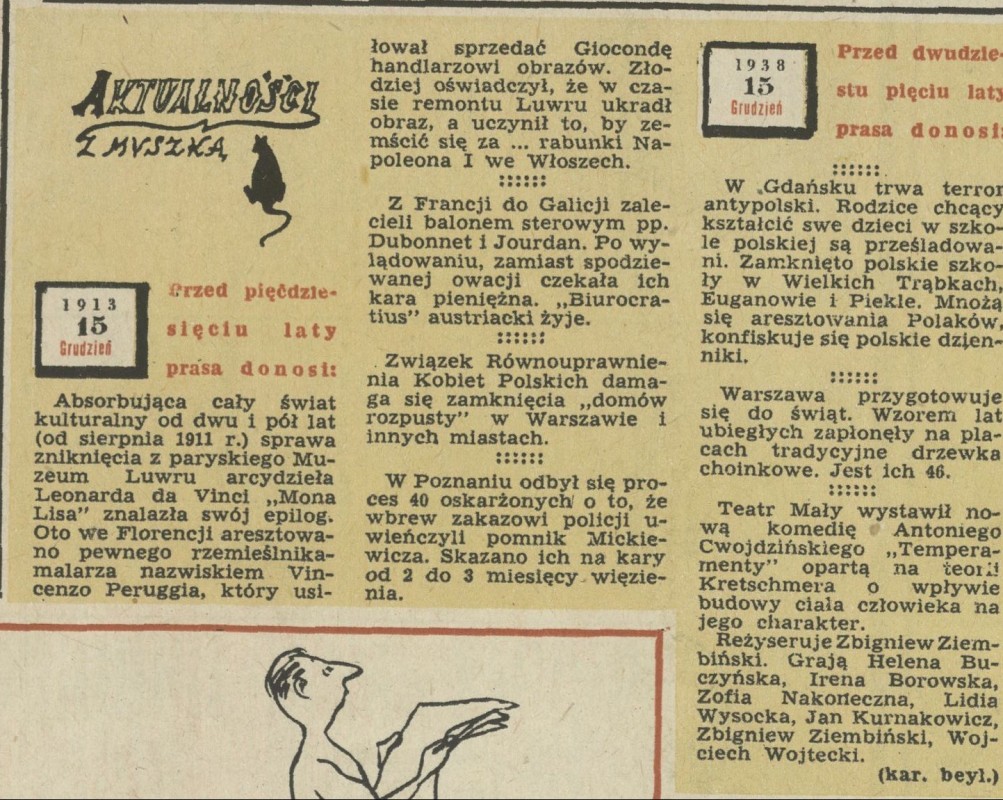 AKTUALNOŚCI
Z MYSZKĄ
1913
15
Grudzień
Przed pięćdzie-
sięciu laty
prasa donosi:
Absorbująca cały świat
kulturalny od dwu i pół lat
(od sierpnia 1911 r.) sprawa
zniknięcia z paryskiego Mu-
zeum Luwru arcydzieła
Leonarda da Vinci „Mona
Lisa" znalazła swój epilog.
Oto we Florencji aresztowa-
no pewnego rzemieślnika-
malarza nazwiskiem Vin-
cenzo Peruggia, który usi-
łował sprzedać Giocondę
handlarzowi obrazów. Zło-
dziej oświadczył, że w cza-
sie remontu Luwru ukradł
obraz, a uczynił to, by ze-
mścić się za ... rabunki Na-
poleona I we Włoszech.
Z Francji do Galicji zale-
cieli balonem sterowym pp.
Dubonnet i Jourdan. Po wy-
lądowaniu, zamiast spodzie-
wanej owacji czekała ich
kara pieniężna. „Biurocra-
tius" austriacki żyje.
Związek Równouprawnie-
nia Kobiet Polskich doma-
ga się zamknięcia „domów
rozpusty" w Warszawie i
innych miastach.
W Poznaniu odbył się pro-
ces 40 oskarżonych o to, że
wbrew zakazowi policji u-
wieńczyli pomnik Mickie-
wicza. Skazano ich na kary
od 2 do 3 miesięcy więzie-
nia.
1938
15
Grudzień
Przed dwudzie-
stu pięciu laty
prasa donosi:
W Gdańsku trwa terror
antypolski. Rodzice chcący
kształcić swe dzieci w szko-
le polskiej są prześladowa-
ni. Zamknięto polskie szko-
ły w Wielkich Trąbkach,
Euganowie i Piekle. Mnożą
się aresztowania Polaków,
konfiskuje się polskie dzien-
niki.
Warszawa przygotowuje
się do świąt. Wzorem lat
ubiegłych zapłonęły na pla-
cach tradycyjne drzewka
choinkowe. Jest ich 46.
Teatr Mały wystawił no-
wą komedię Antoniego
Cwojdzińskiego „Tempera-
menty" opartą na teorii
Kretschmera o wpływie
budowy ciała człowieka na
jego charakter.
Reżyseruje Zbigniew Ziem-
biński. Grają Helena Bu-
czyńska, Irena Borowska,
Zofia Nakoneczna, Lidia
Wysocka, Jan Kurnakowicz,
Zbigniew Ziembiński, Woj-
ciech Wojtecki.
(kar. beyl.)